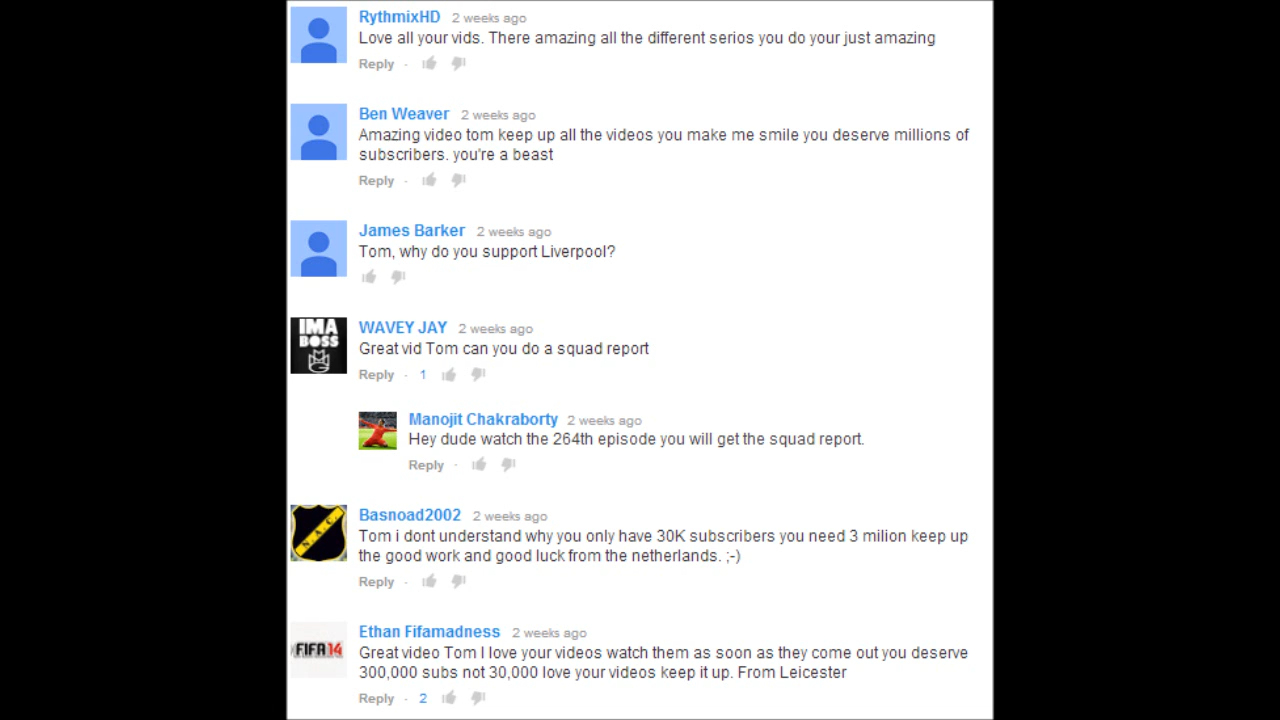 RythmixHD 2 weeks ago
Love all your vids. There amazing all the different serios you do your just amazing
Reply ·
Ben Weaver 2 weeks ago
Amazing video tom keep up all the videos you make me smile you deserve millions of
subscribers. you're a beast
Reply ·
James Barker 2 weeks ago
Tom, why do you support Liverpool?
IMA
BOSS
MMG
WAVEY JAY 2 weeks ago
Great vid Tom can you do a squad report
Reply · 1
Manojit Chakraborty 2 weeks ago
Hey dude watch the 264th episode you will get the squad report.
Reply ·
N.A.C
Basnoad2002 2 weeks ago
Tom i dont understand why you only have 30K subscribers you need 3 milion keep up
the good work and good luck from the netherlands. ;-)
Reply ·
FIFA 14
Ethan Fifamadness 2 weeks ago
Great video Tom I love your videos watch them as soon as they come out you deserve
300,000 subs not 30,000 love your videos keep it up. From Leicester
Reply · 2